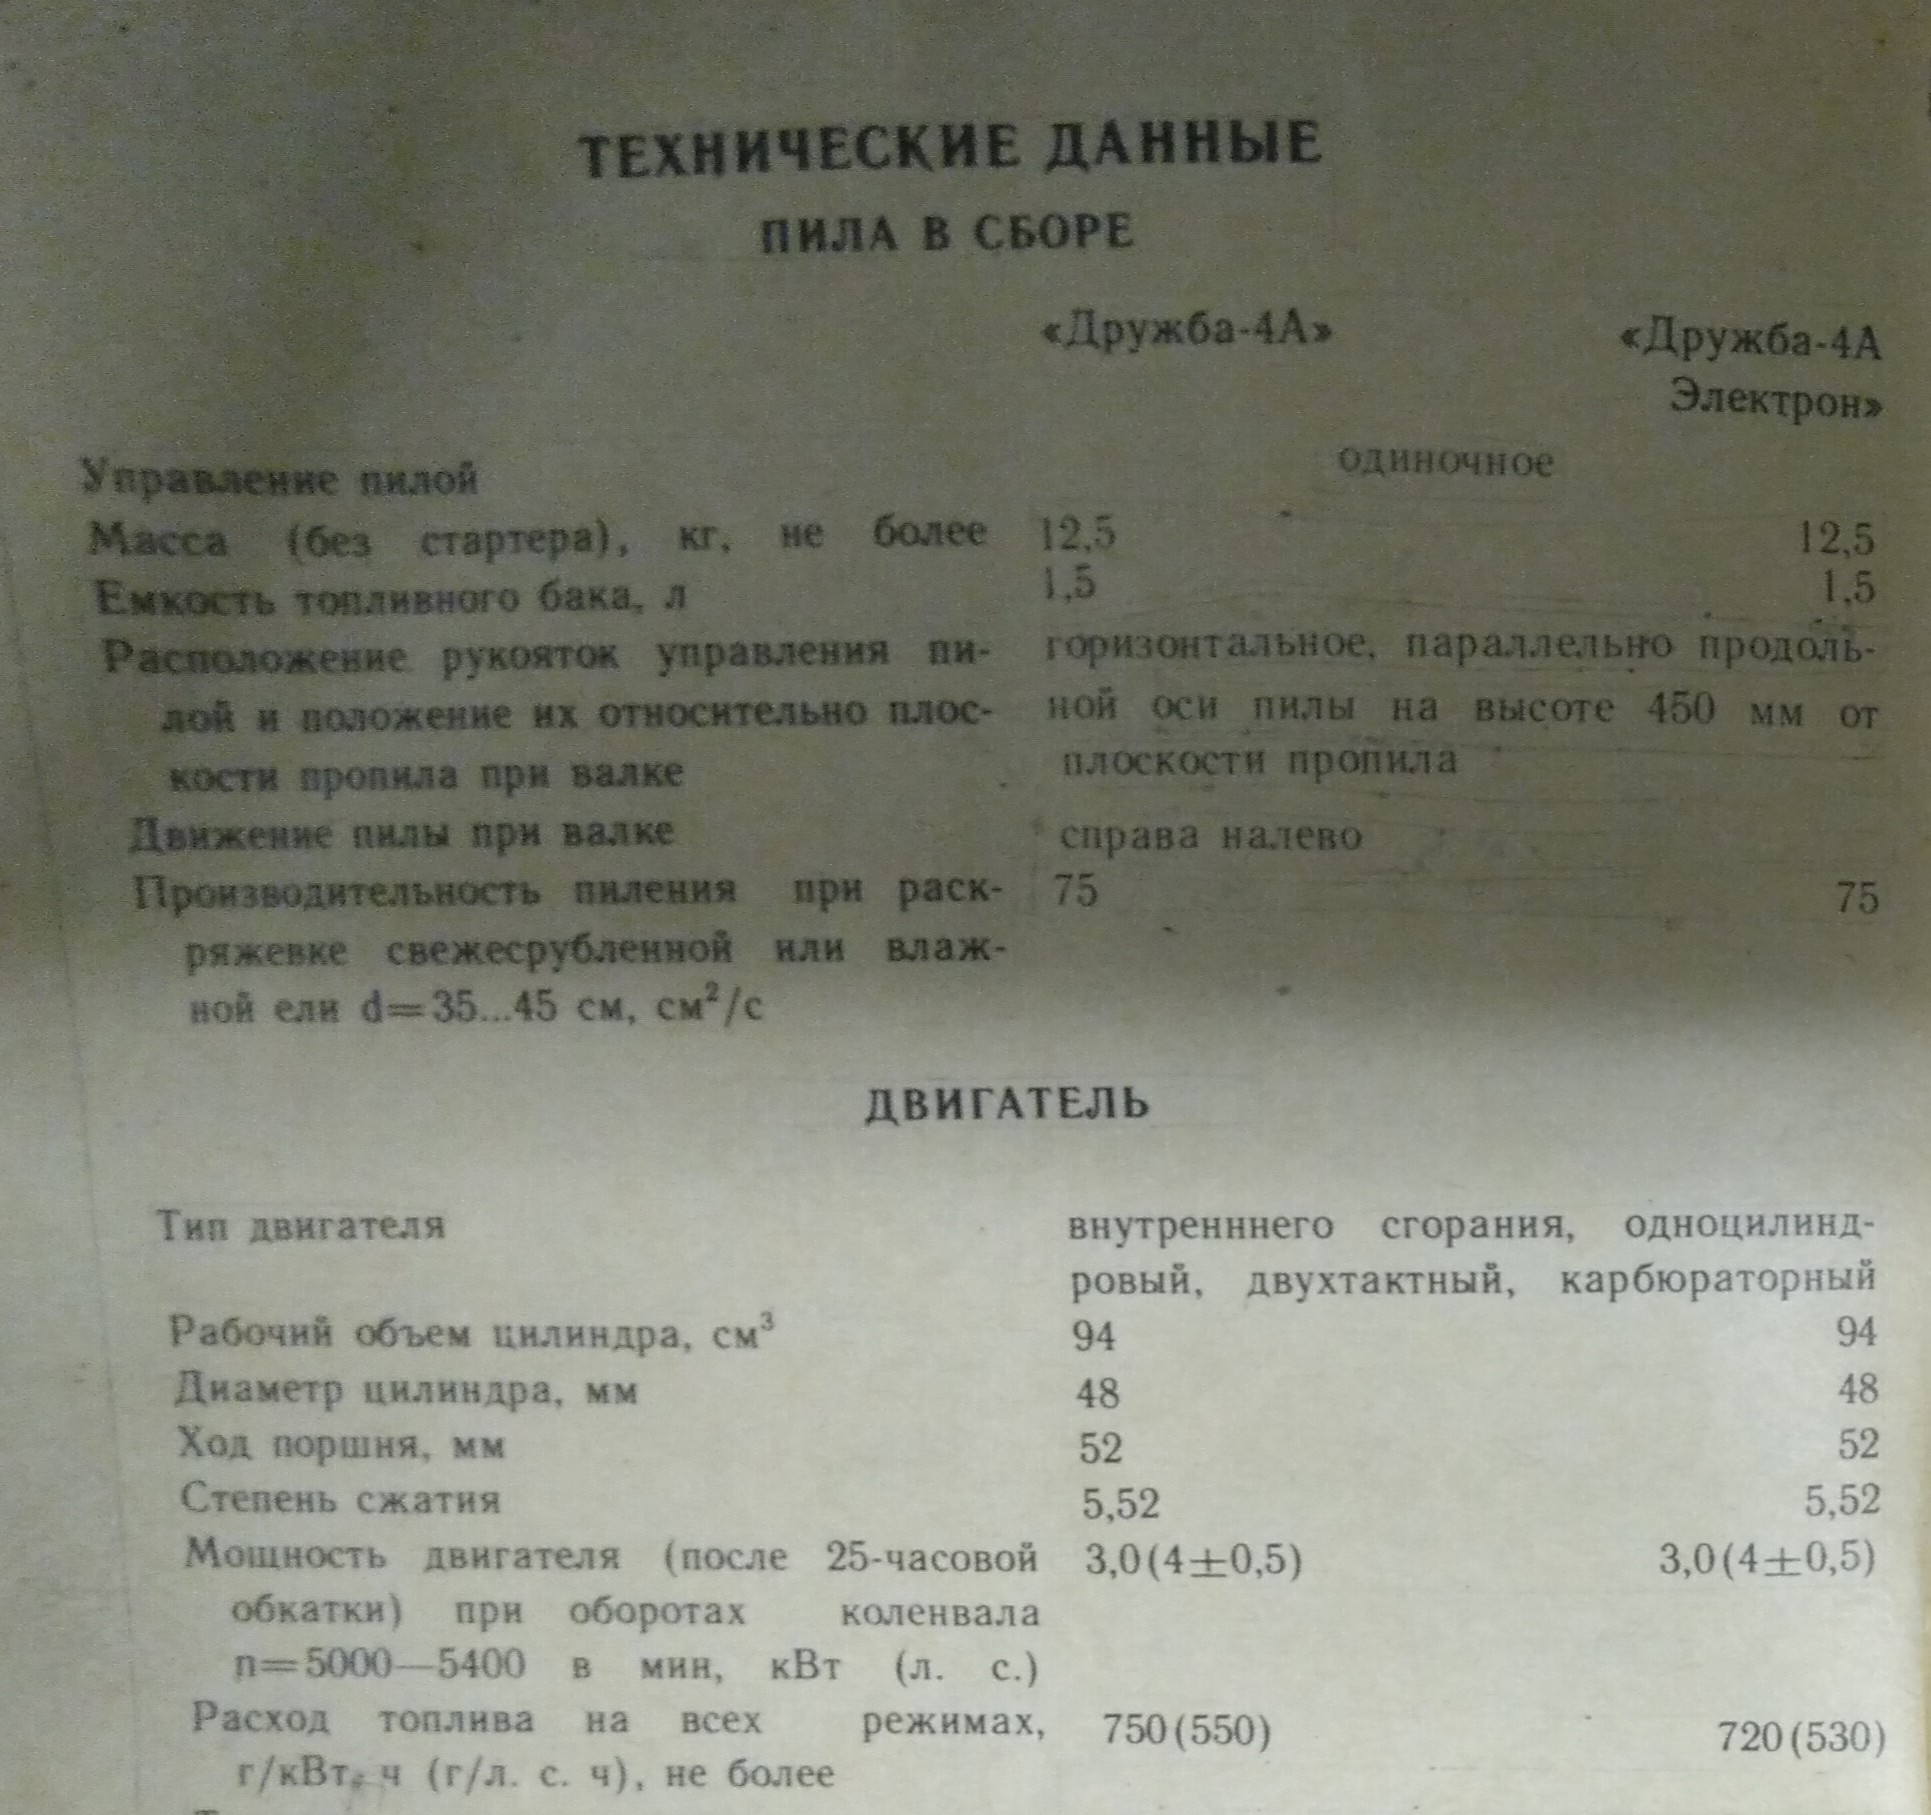 ТЕХНИЧЕСКИЕ ДАННЫЕ
ПИЛА В СБОРЕ
«Дружба-4А» «Дружба-4А
Электрон»
Управление пилой одиночное
Масса (без стартера), кг, не более 12,5 12,5
Емкость топливного бака, л 1,5 1,5
Расположение рукояток управления пи- горизонтальное, параллельно продоль-
лой и положение их относительно плос- ной оси пилы на высоте 450 мм от
кости пропила при валке плоскости пропила
Движение пилы при валке справа налево
Производительность пиления при раск- 75 75
ряжевке свежесрубленной или влаж-
ной ели d=35...45 см, см²/с
ДВИГАТЕЛЬ
Тип двигателя внутренннего сгорания, одноцилинд-
ровый, двухтактный, карбюраторный
Рабочий объем цилиндра, см³ 94 94
Диаметр цилиндра, мм 48 48
Ход поршня, мм 52 52
Степень сжатия 5,52 5,52
Мощность двигателя (после 25-часовой 3,0(4±0,5) 3,0(4±0,5)
обкатки) при оборотах коленвала
n=5000—5400 в мин, кВт (л. с.)
Расход топлива на всех режимах, 750(550) 720(530)
г/кВт. ч (г/л. с. ч), не более